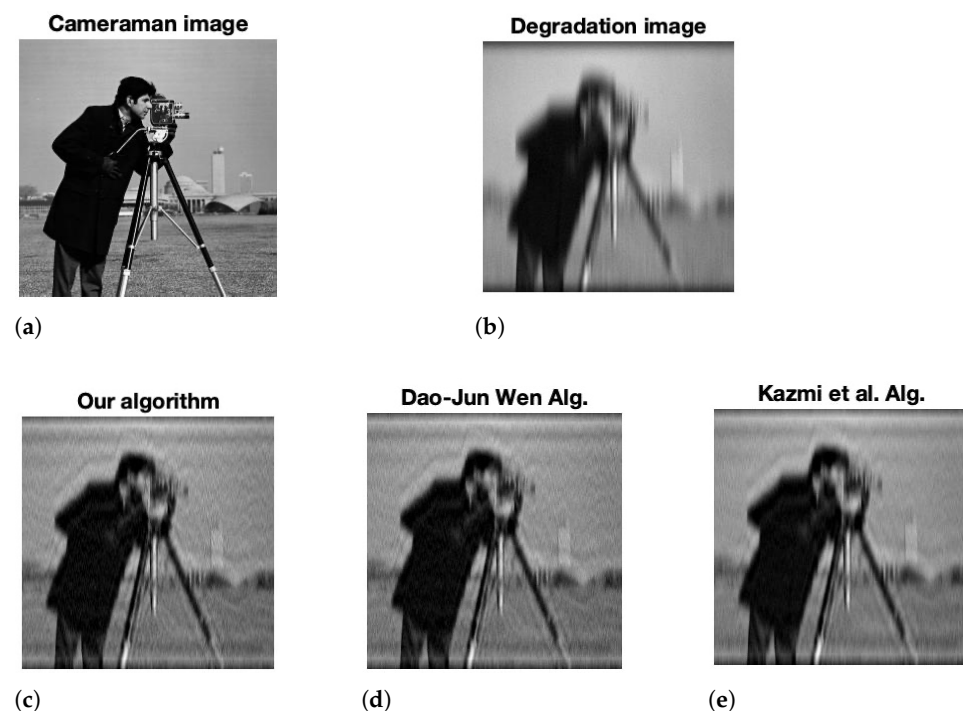 Cameraman image
Degradation image
(a)
(b)
Our algorithm
Dao-Jun Wen Alg.
Kazmi et al. Alg.
(c)
(d)
(e)